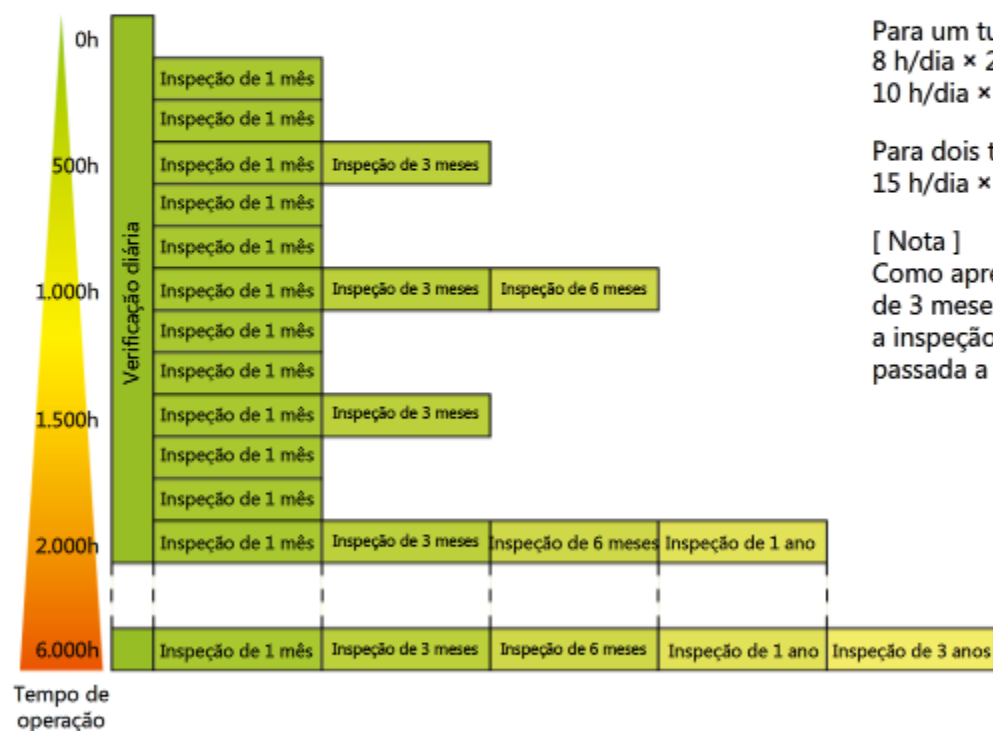 0h
500h
1.000h
1.500h
2.000h
6.000h
Tempo de
operação
Verificação diária
Inspeção de 1 mês
Inspeção de 1 mês
Inspeção de 1 mês Inspeção de 3 meses
Inspeção de 1 mês
Inspeção de 1 mês
Inspeção de 1 mês Inspeção de 3 meses Inspeção de 6 meses
Inspeção de 1 mês
Inspeção de 1 mês
Inspeção de 1 mês Inspeção de 3 meses
Inspeção de 1 mês
Inspeção de 1 mês
Inspeção de 1 mês Inspeção de 3 meses Inspeção de 6 meses Inspeção de 1 ano
Inspeção de 1 mês Inspeção de 3 meses Inspeção de 6 meses Inspeção de 1 ano Inspeção de 3 anos
Para um
8 h/dia ×
10 h/dia ×
Para dois
15 h/dia ×
[ Nota ]
Como
de 3
a inspeção
passada a